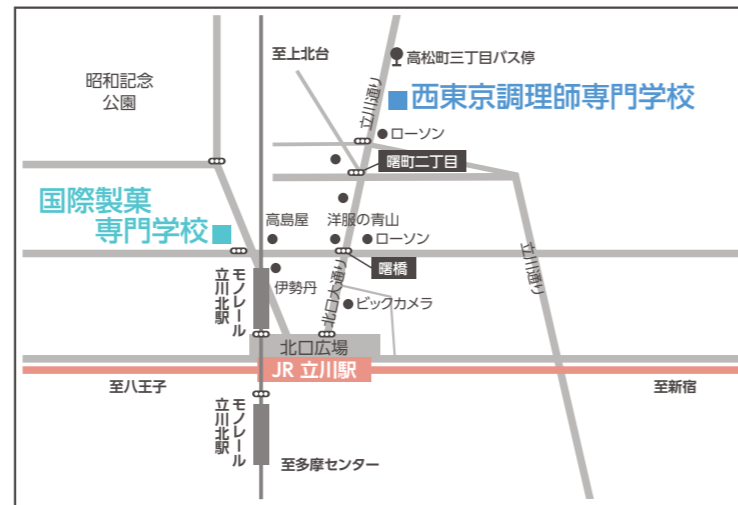 至上北台
高松町三丁目バス停
昭和記念
公園
立川通り
西東京調理師専門学校
ローソン
曙町二丁目
国際製菓
専門学校
高島屋
洋服の青山
ローソン
曙橋
立川通り
モノレール
立川北駅
伊勢丹
北口大通り
ビックカメラ
北口広場
JR 立川駅
至八王子
至新宿
モノレール
立川北駅
至多摩センター